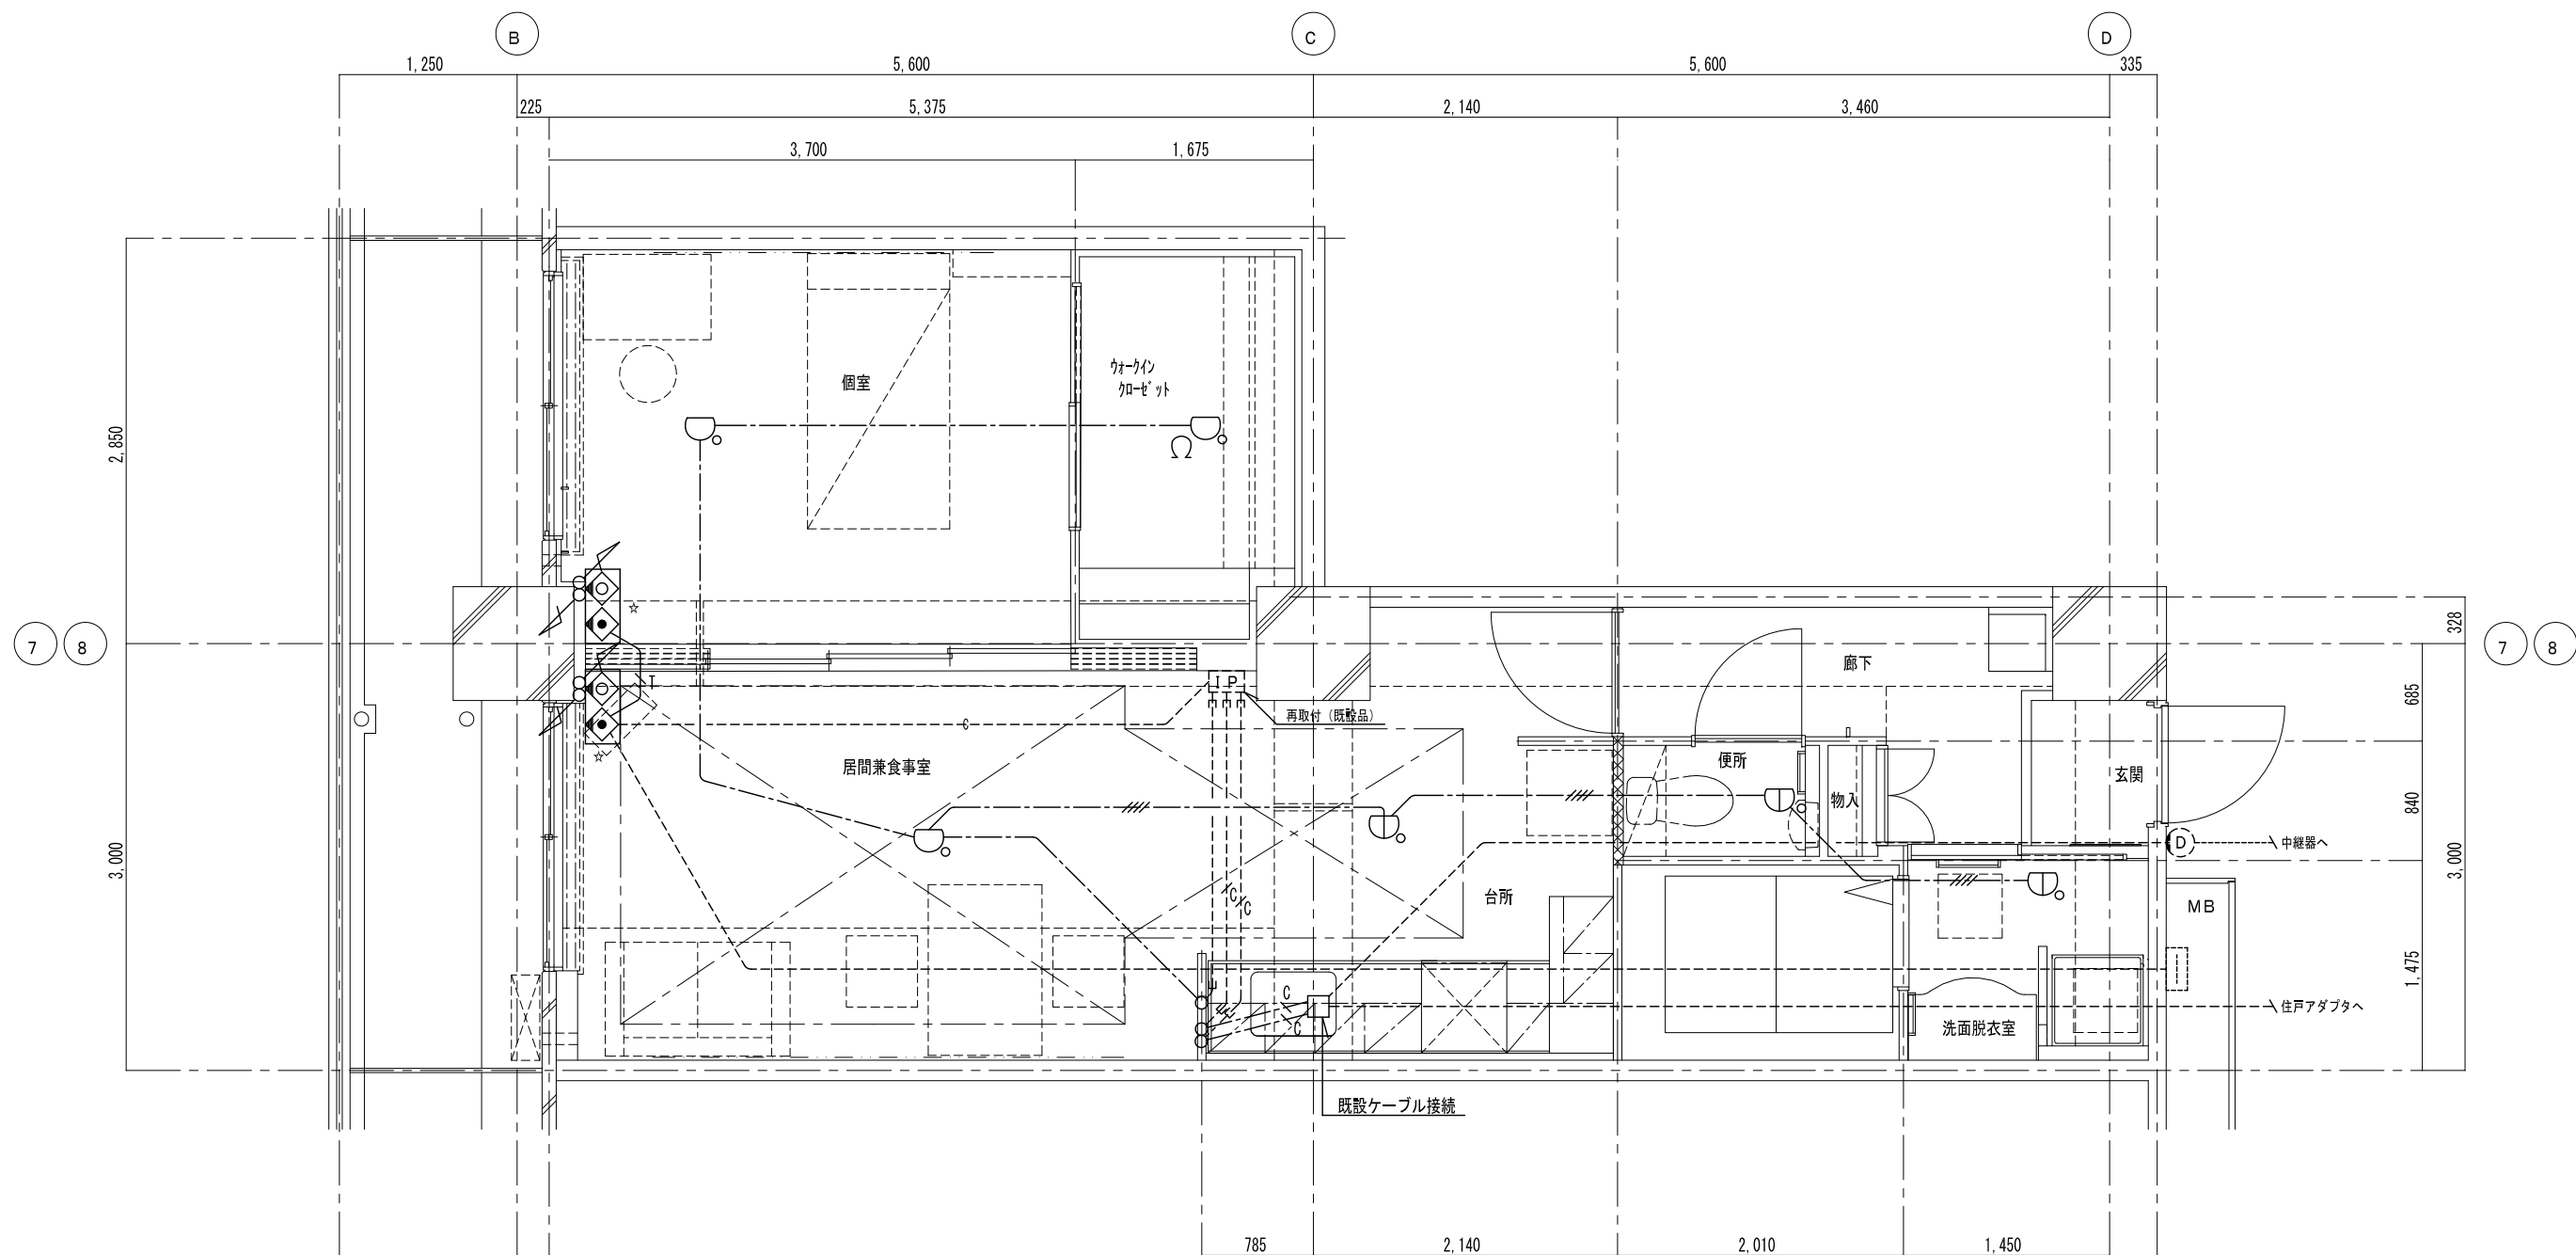 B
C
D
1,250
5,600
5,600
335
225
5,375
2,140
3,460
3,700
1,675
個室
ウォークイン
クローゼット
2,850
7
8
☆
T
I P
再取付（既設品）
C
居間兼食事室
☆
3,000
C
C
C
C
台所
便所
物入
廊下
玄関
D
中継器へ
MB
住戸アダプタへ
洗面脱衣室
既設ケーブル接続
328
7
8
685
840
3,000
1,475
785
2,140
2,010
1,450